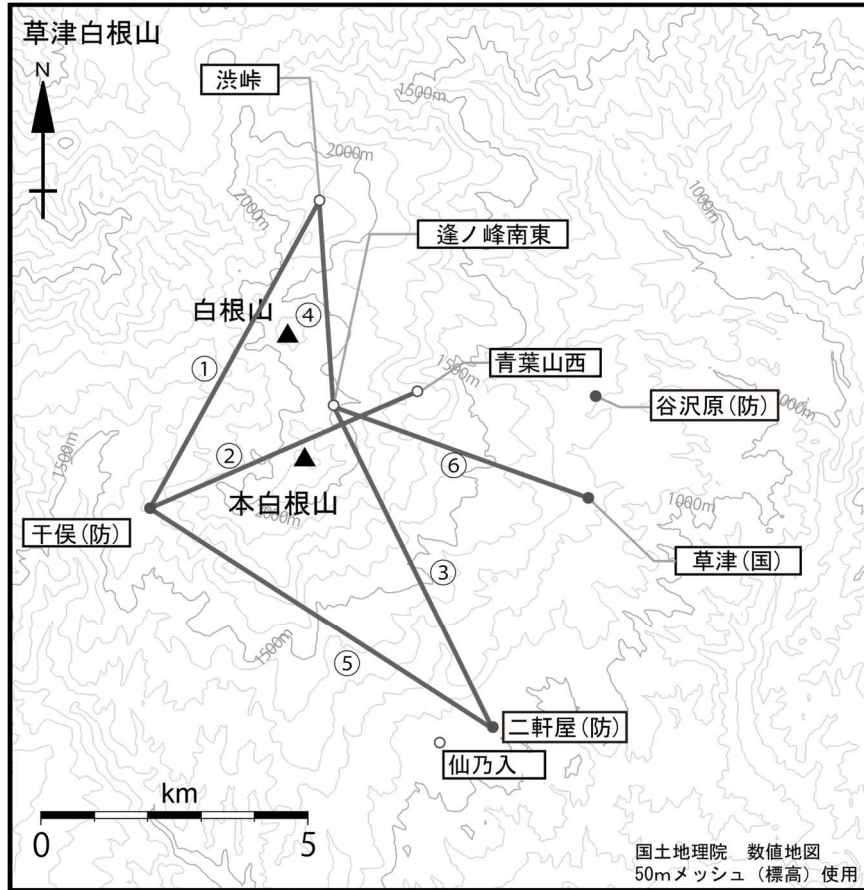 草津白根山
N
渋峠
1500m
2000m
2000m
1000m
逢ノ峰南東
白根山
④
①
青葉山西
1500m
谷沢原(防)
1000m
1500m
②
⑥
本白根山
2000m
干俣(防)
1000m
草津(国)
③
1500m
⑤
二軒屋(防)
仙乃入
km
0 5
国土地理院 数値地図
50mメッシュ(標高)使用